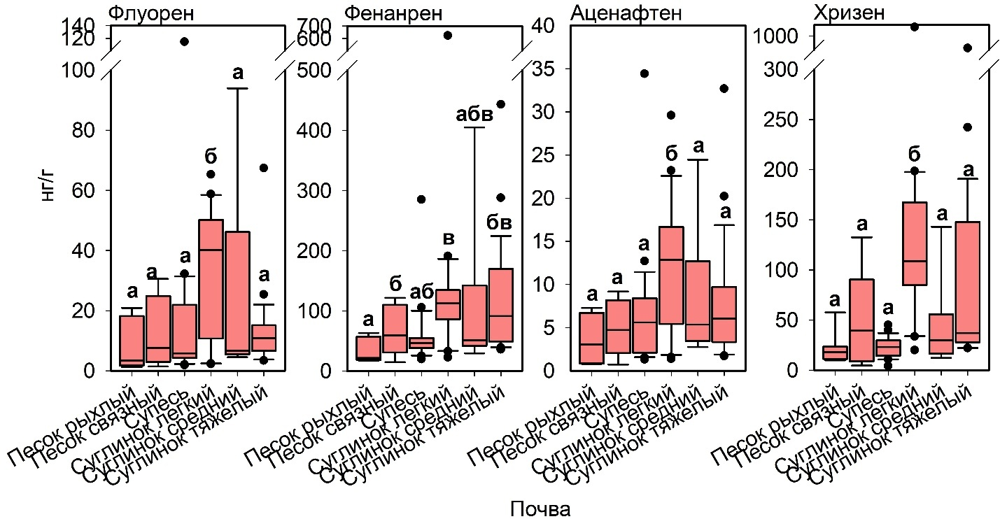 Флуорен
Фенанрен
Аценафтен
Хризен
нг/г
140
120
100
80
60
40
20
0
а
а
а
б
а
а
Песок рыхлый
Песок связный
Супесь
Суглинок легкий
Суглинок средний
Суглинок тяжелый
700
600
500
400
300
200
100
0
а
б
аб
в
абв
бв
Песок рыхлый
Песок связный
Супесь
Суглинок легкий
Суглинок средний
Суглинок тяжелый
40
35
30
25
20
15
10
5
0
а
а
а
б
а
а
Песок рыхлый
Песок связный
Супесь
Суглинок легкий
Суглинок средний
Суглинок тяжелый
1000
300
250
200
150
100
50
0
а
а
а
б
а
а
Песок рыхлый
Песок связный
Супесь
Суглинок легкий
Суглинок средний
Суглинок тяжелый
Почва